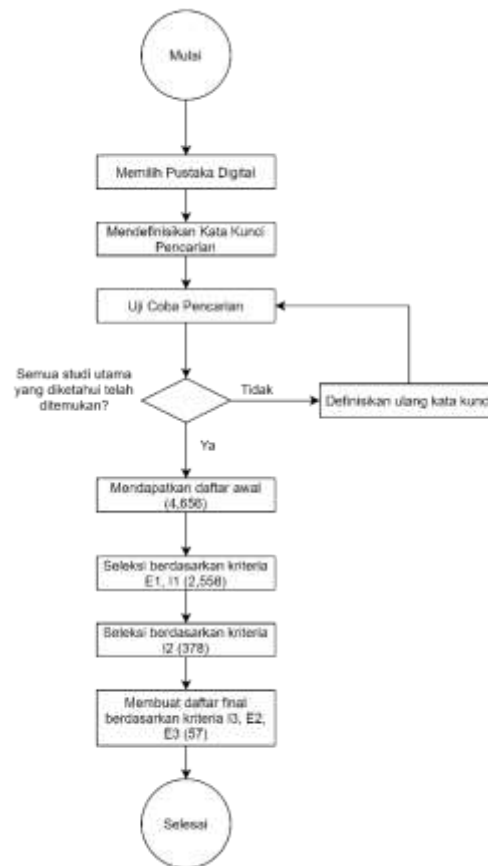 Mulai
Memilih Pustaka Digital
Mendefinisikan Kata Kunci
Pencarian
Uji Coba Pencarian
Semua studi utama
yang diketahui telah
ditemukan?
Tidak
Definisikan ulang kata kunci
Ya
Mendapatkan daftar awal
(4,656)
Seleksi berdasarkan kriteria
E1, I1 (2,558)
Seleksi berdasarkan kriteria
I2 (378)
Membuat daftar final
berdasarkan kriteria I3, E2,
E3 (57)
Selesai